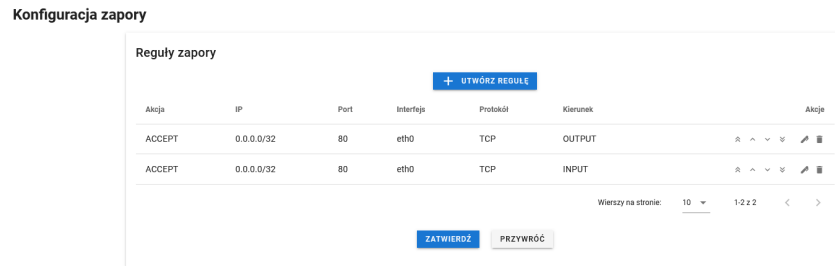 Konfiguracja zapory
Reguły zapory
+ UTWÓRZ REGUŁĘ
Akcja IP Port Interfejs Protokół Kierunek Akcje
ACCEPT 0.0.0.0/32 80 eth0 TCP OUTPUT
ACCEPT 0.0.0.0/32 80 eth0 TCP INPUT
Wierszy na stronie: 10 1-2 z 2
ZATWIERDŹ PRZYWRÓĆ